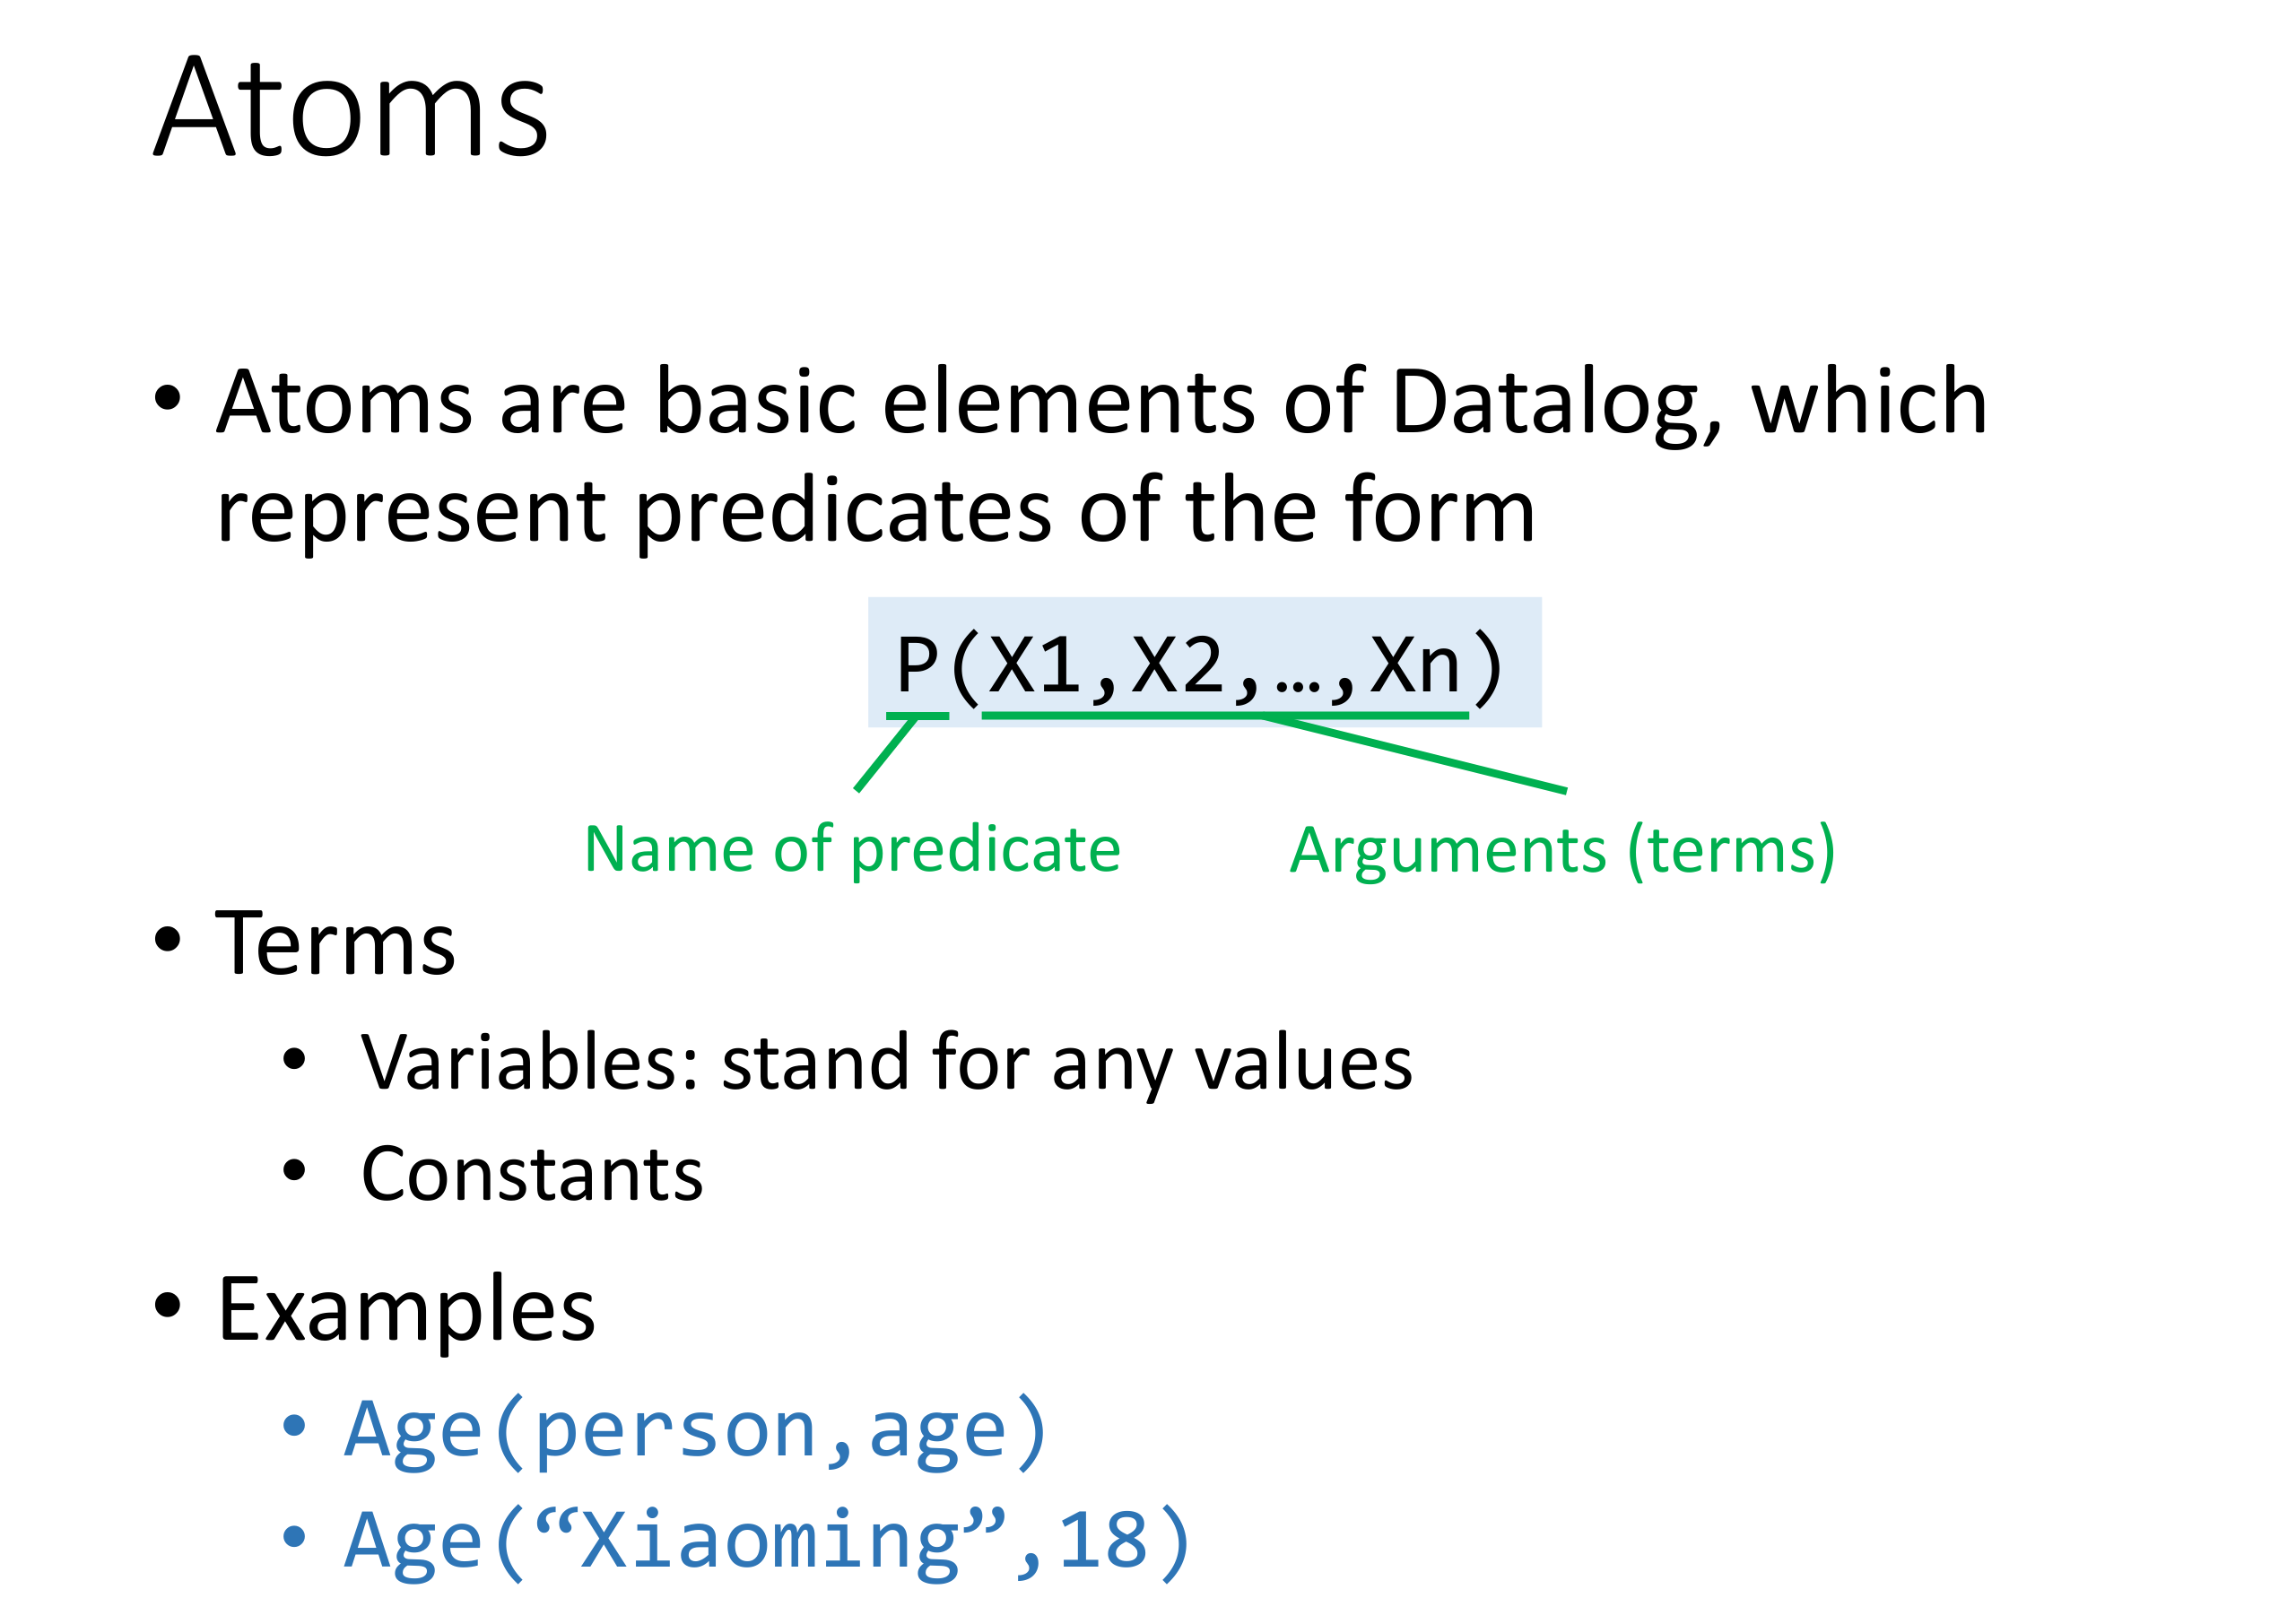 Atoms
• Atoms are basic elements of Datalog, which
represent predicates of the form
P(X1,X2,…,Xn)
Name of predicate
Arguments (terms)
• Terms
• Variables: stand for any values
• Constants
• Examples
• Age(person,age)
• Age(“Xiaoming”,18)